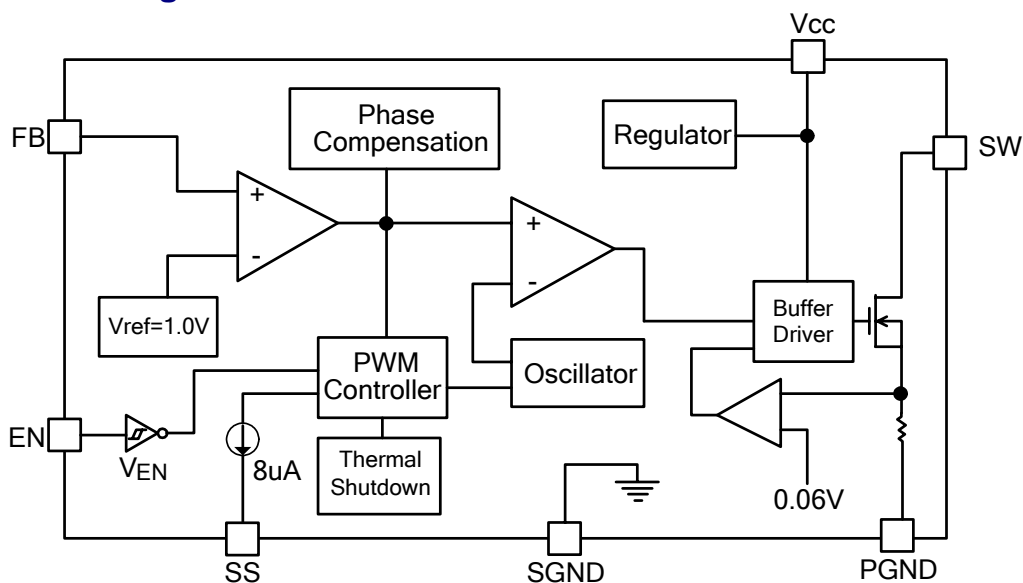 Vcc
FB
Phase
Compensation
Regulator
SW
+
-
+
-
Vref=1.0V
Buffer
Driver
PWM
Controller
Oscillator
EN
VEN
8uA
Thermal
Shutdown
0.06V
SS
SGND
PGND